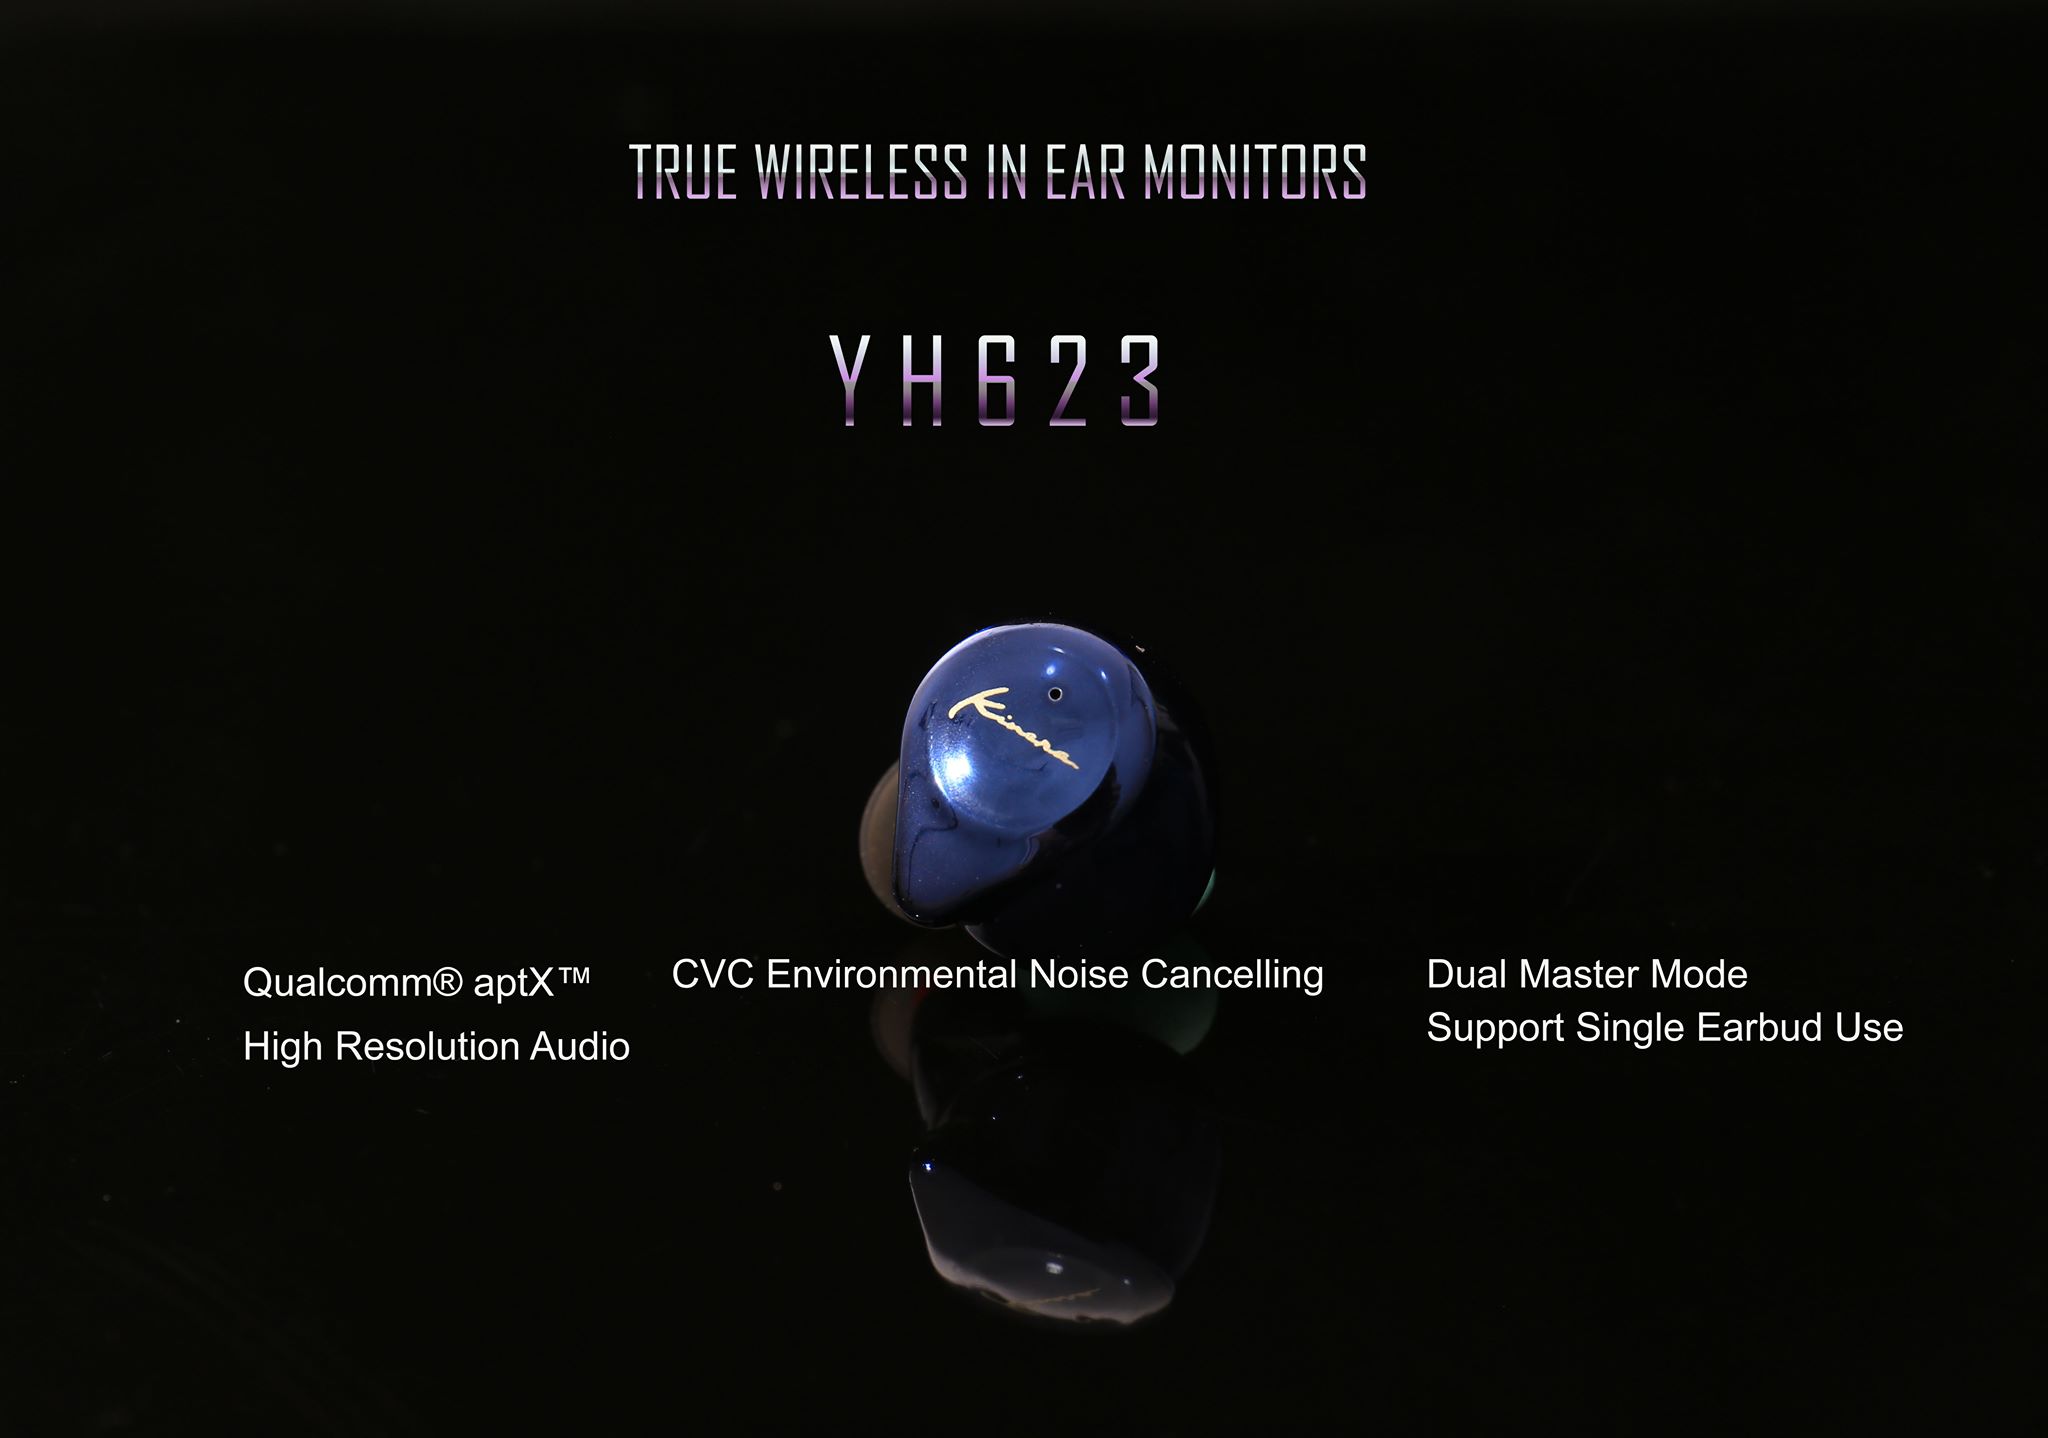 TRUE WIRELESS IN EAR MONITORS
YH623
Kinera
Qualcomm® aptX™
High Resolution Audio
CVC Environmental Noise Cancelling
Dual Master Mode
Support Single Earbud Use